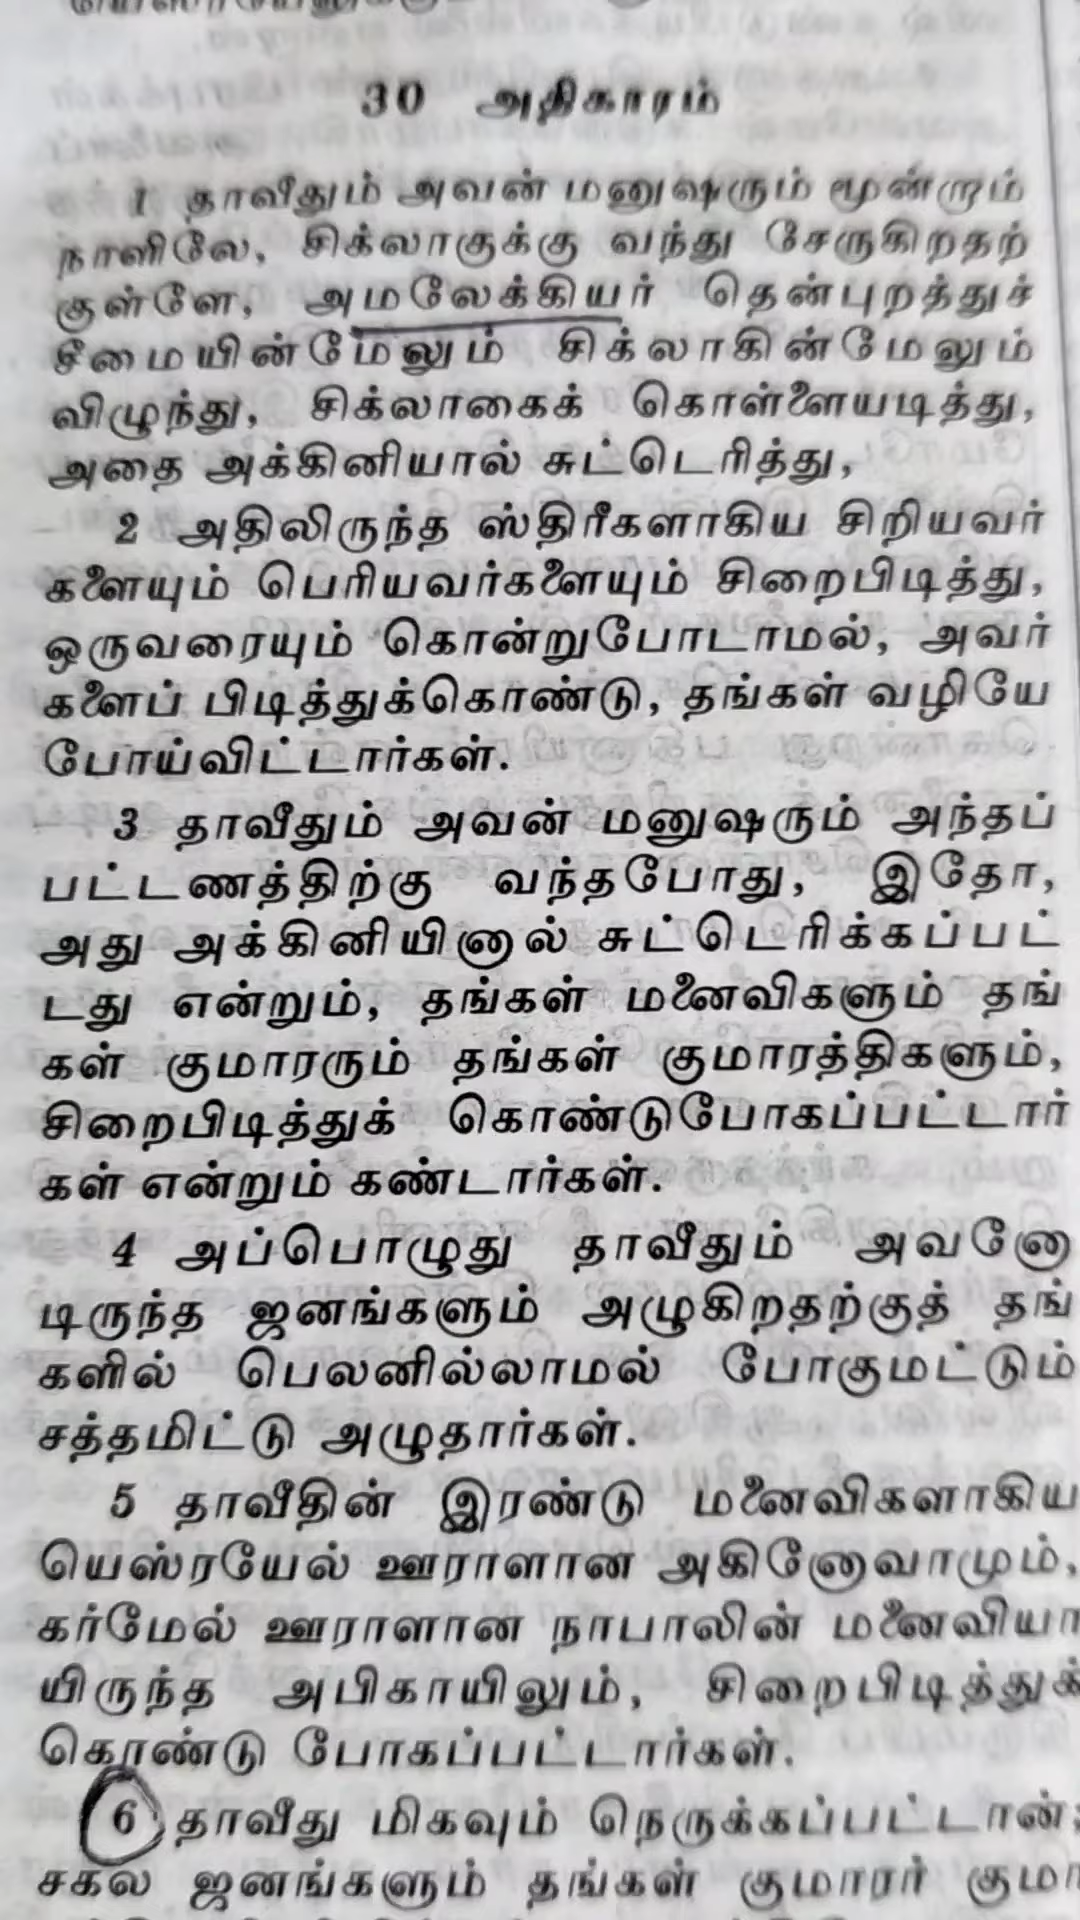 30 அதிகாரம்
1 தாவீதும் அவன் மனுஷரும் மூன்றாம்
நாளிலே, சிக்லாகுக்கு வந்து சேருகிறதற்
குள்ளே, அமலேக்கியர் தென்புறத்துச்
சீமையின்மேலும் சிக்லாகின்மேலும்
விழுந்து, சிக்லாகைக் கொள்ளையடித்து,
அதை அக்கினியால் சுட்டெரித்து,
2 அதிலிருந்த ஸ்திரீகளாகிய சிறியவர்
களையும் பெரியவர்களையும் சிறைபிடித்து,
ஒருவரையும் கொன்றுபோடாமல், அவர்
களைப் பிடித்துக்கொண்டு, தங்கள் வழியே
போய்விட்டார்கள்.
3 தாவீதும் அவன் மனுஷரும் அந்தப்
பட்டணத்திற்கு வந்தபோது, இதோ,
அது அக்கினியினால் சுட்டெரிக்கப்பட்
டது என்றும், தங்கள் மனைவிகளும் தங்
கள் குமாரரும் தங்கள் குமாரத்திகளும்,
சிறைபிடித்துக் கொண்டுபோகப்பட்டார்
கள் என்றும் கண்டார்கள்.
4 அப்பொழுது தாவீதும் அவனோ
டிருந்த ஜனங்களும் அழுகிறதற்குத் தங்
களில் பெலனில்லாமல் போகுமட்டும்
சத்தமிட்டு அழுதார்கள்.
5 தாவீதின் இரண்டு மனைவிகளாகிய
யெஸ்ரயேல் ஊராளான அகினோவாமும்,
கர்மேல் ஊராளான நாபாலின் மனைவியா
யிருந்த அபிகாயிலும், சிறைபிடித்துக்
கொண்டு போகப்பட்டார்கள்.
6 தாவீது மிகவும் நெருக்கப்பட்டான்;
சகல ஜனங்களும் தங்கள் குமாரர் குமா